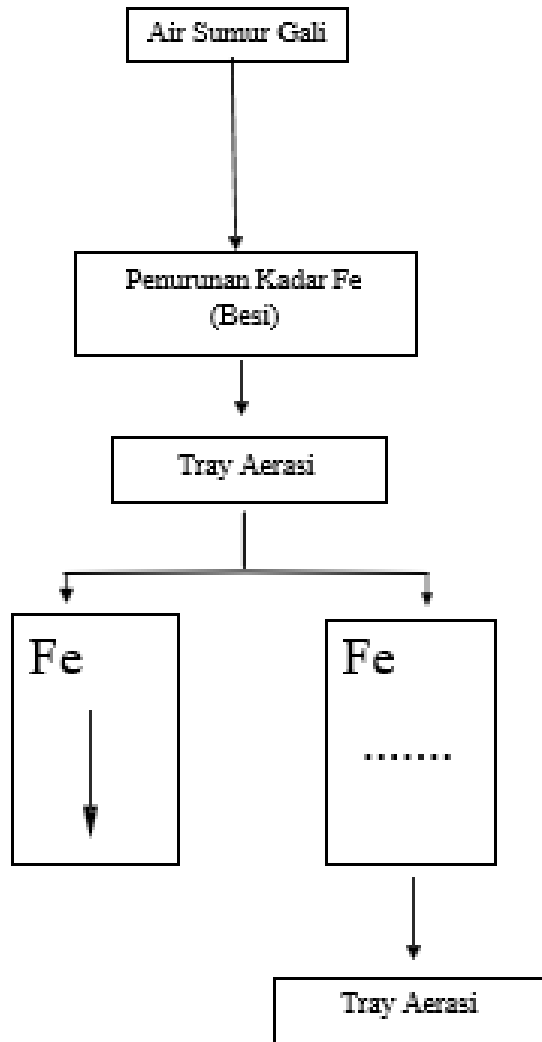 Air Sumur Gali
Penurunan Kadar Fe
(Besi)
Tray Aerasi
Fe
Fe
.......
Tray Aerasi